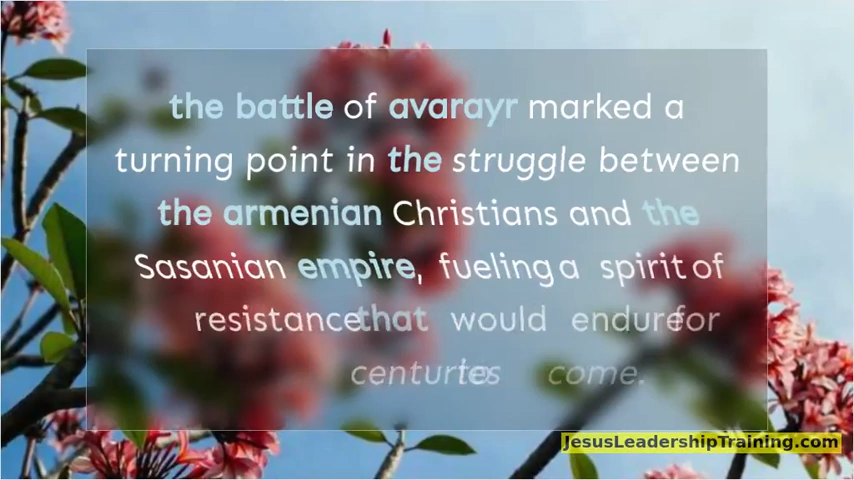 the battle of avarayr marked a
turning point in the struggle between
the armenian Christians and the
Sasanian empire, fueling a spirit of
resistance that would endure for
centuries to come.
JesusLeadershipTraining.com